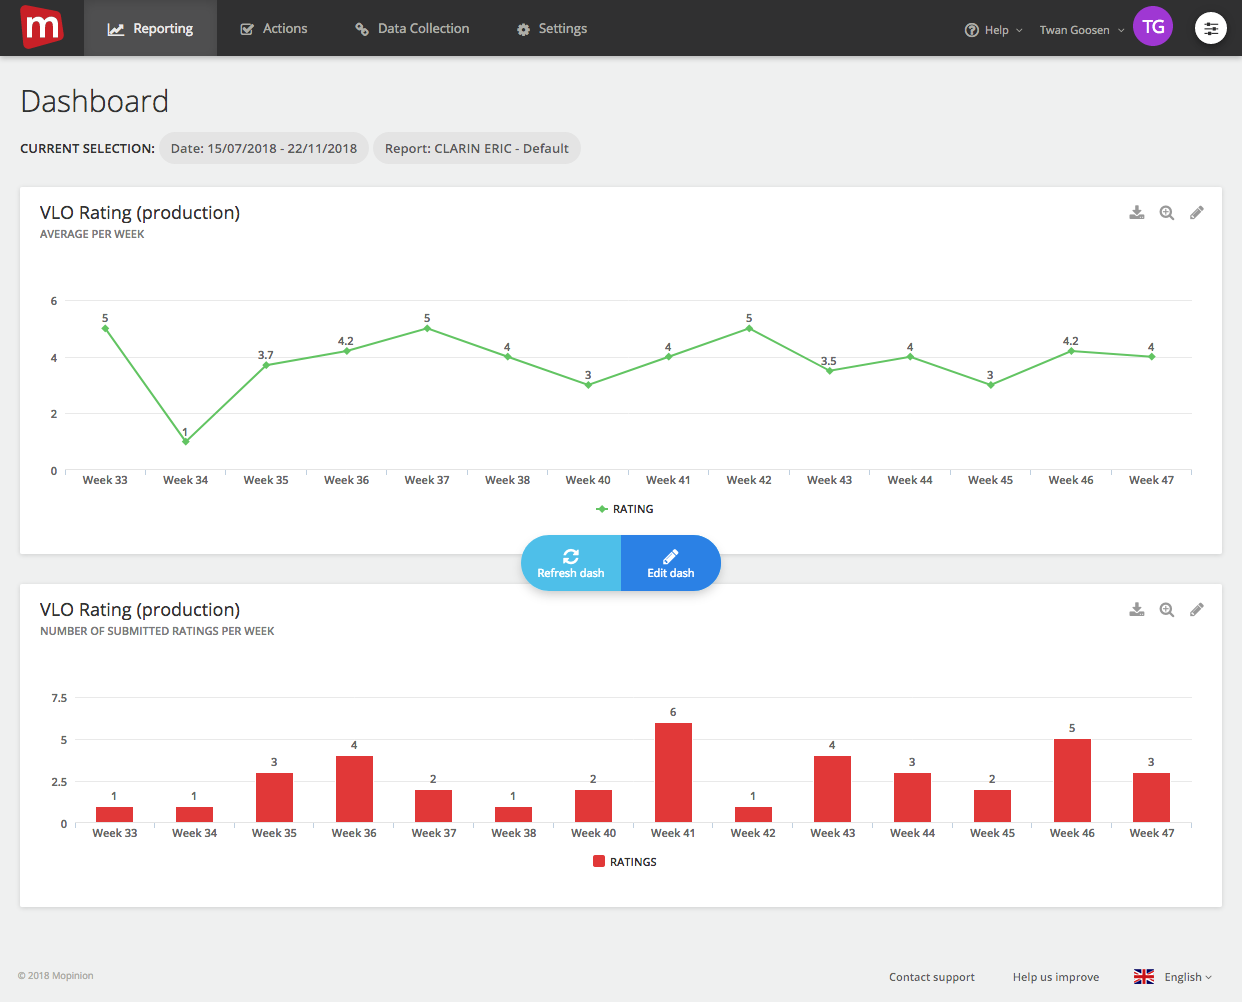 m Reporting Actions Data Collection Settings Help Twan Goosen TG
Dashboard
CURRENT SELECTION: Date: 15/07/2018 - 22/11/2018 Report: CLARIN ERIC - Default
VLO Rating (production)
AVERAGE PER WEEK
6
5 1 3.7 4.2 5 4 3 4 5 3.5 4 3 4.2 4
4
2
0
Week 33 Week 34 Week 35 Week 36 Week 37 Week 38 Week 40 Week 41 Week 42 Week 43 Week 44 Week 45 Week 46 Week 47
RATING
Refresh dash Edit dash
VLO Rating (production)
NUMBER OF SUBMITTED RATINGS PER WEEK
7.5
5
2.5
0
1 1 3 4 2 1 2 6 1 4 3 2 5 3
Week 33 Week 34 Week 35 Week 36 Week 37 Week 38 Week 40 Week 41 Week 42 Week 43 Week 44 Week 45 Week 46 Week 47
RATINGS
© 2018 Mopinion Contact support Help us improve English